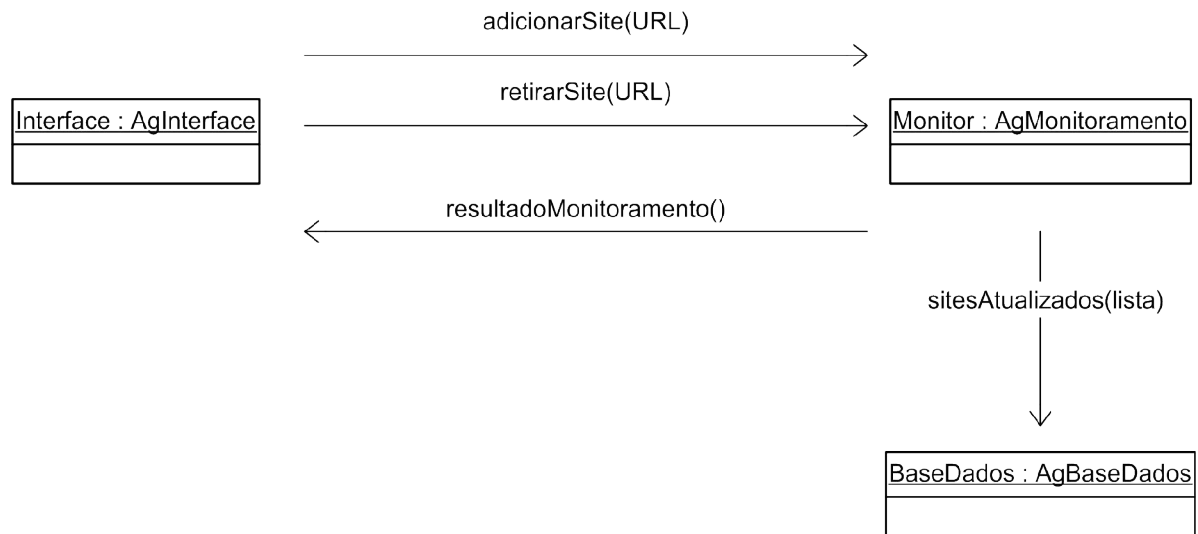 adicionarSite(URL)
retirarSite(URL)
Interface : AgInterface
Monitor : AgMonitoramento
resultadoMonitoramento()
sitesAtualizados(lista)
BaseDados : AgBaseDados